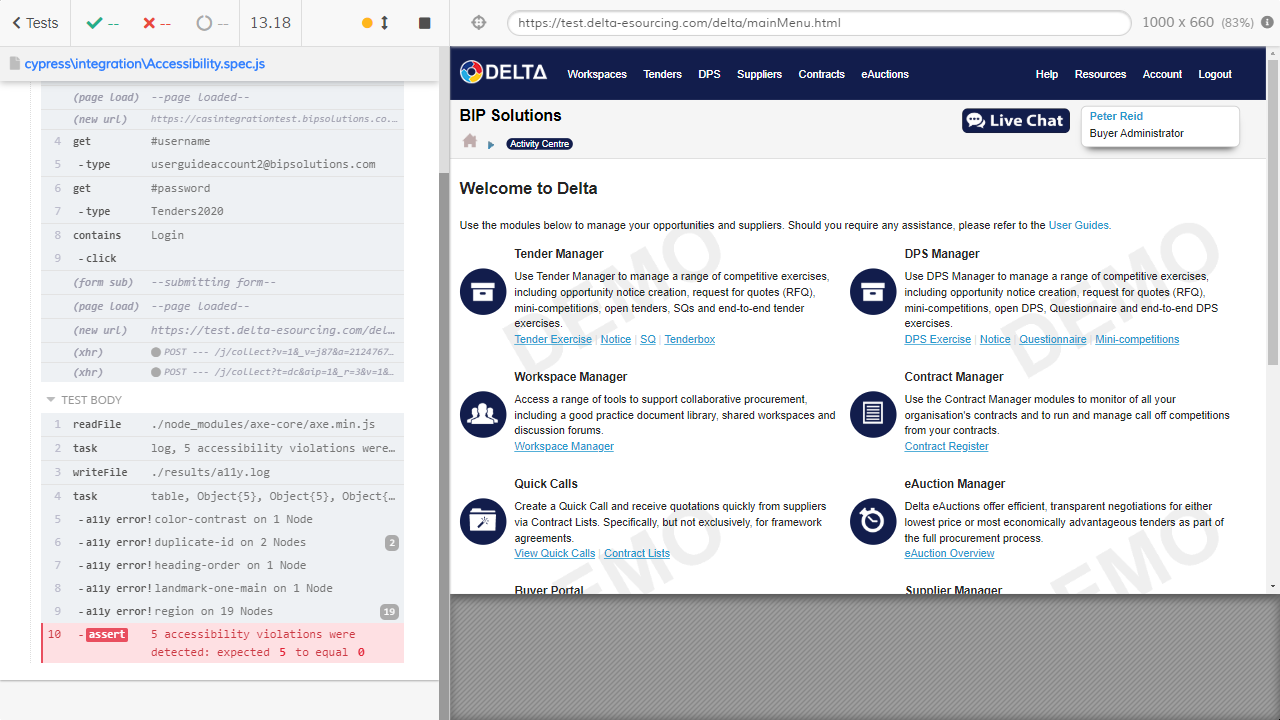 Tests
--
--
--
13.18
https://test.delta-esourcing.com/delta/mainMenu.html
1000 x 660 (83%)
cypress\integration\Accessibility.spec.js
(page load) --page loaded--
(new url) https://casintegrationtest.bipsolutions.co...
4 get #username
5 -type userguideaccount2@bipsolutions.com
6 get #password
7 -type Tenders2020
8 contains Login
9 -click
(form sub) --submitting form--
(page load) --page loaded--
(new url) https://test.delta-esourcing.com/del...
(xhr) POST --- /j/collect?v=1&_v=j87&a=2124767...
(xhr) POST --- /j/collect?t=dc&aip=1&_r=3&v=1&...
TEST BODY
1 readFile ./node_modules/axe-core/axe.min.js
2 task log, 5 accessibility violations were...
3 writeFile ./results/a11y.log
4 task table, Object{5}, Object{5}, Object{...
5 -a11y error! color-contrast on 1 Node
6 -a11y error! duplicate-id on 2 Nodes 2
7 -a11y error! heading-order on 1 Node
8 -a11y error! landmark-one-main on 1 Node
9 -a11y error! region on 19 Nodes 19
10 -assert 5 accessibility violations were
detected: expected 5 to equal 0
DELTA Workspaces Tenders DPS Suppliers Contracts eAuctions Help Resources Account Logout
BIP Solutions
Live Chat
Peter Reid
Buyer Administrator
Activity Centre
Welcome to Delta
Use the modules below to manage your opportunities and suppliers. Should you require any assistance, please refer to the User Guides.
Tender Manager
Use Tender Manager to manage a range of competitive exercises,
including opportunity notice creation, request for quotes (RFQ),
mini-competitions, open tenders, SQs and end-to-end tender
exercises.
Tender Exercise | Notice | SQ | Tenderbox
DPS Manager
Use DPS Manager to manage a range of competitive exercises,
including opportunity notice creation, request for quotes (RFQ),
mini-competitions, open DPS, Questionnaire and end-to-end DPS
exercises.
DPS Exercise | Notice | Questionnaire | Mini-competitions
Workspace Manager
Access a range of tools to support collaborative procurement,
including a good practice document library, shared workspaces and
discussion forums.
Workspace Manager
Contract Manager
Use the Contract Manager modules to monitor of all your
organisation's contracts and to run and manage call off competitions
from your contracts.
Contract Register
Quick Calls
Create a Quick Call and receive quotations quickly from suppliers
via Contract Lists. Specifically, but not exclusively, for framework
agreements.
View Quick Calls | Contract Lists
eAuction Manager
Delta eAuctions offer efficient, transparent negotiations for either
lowest price or most economically advantageous tenders as part of
the full procurement process.
eAuction Overview
Buyer Portal
Supplier Manager
DEMO
DEMO
DEMO
DEMO